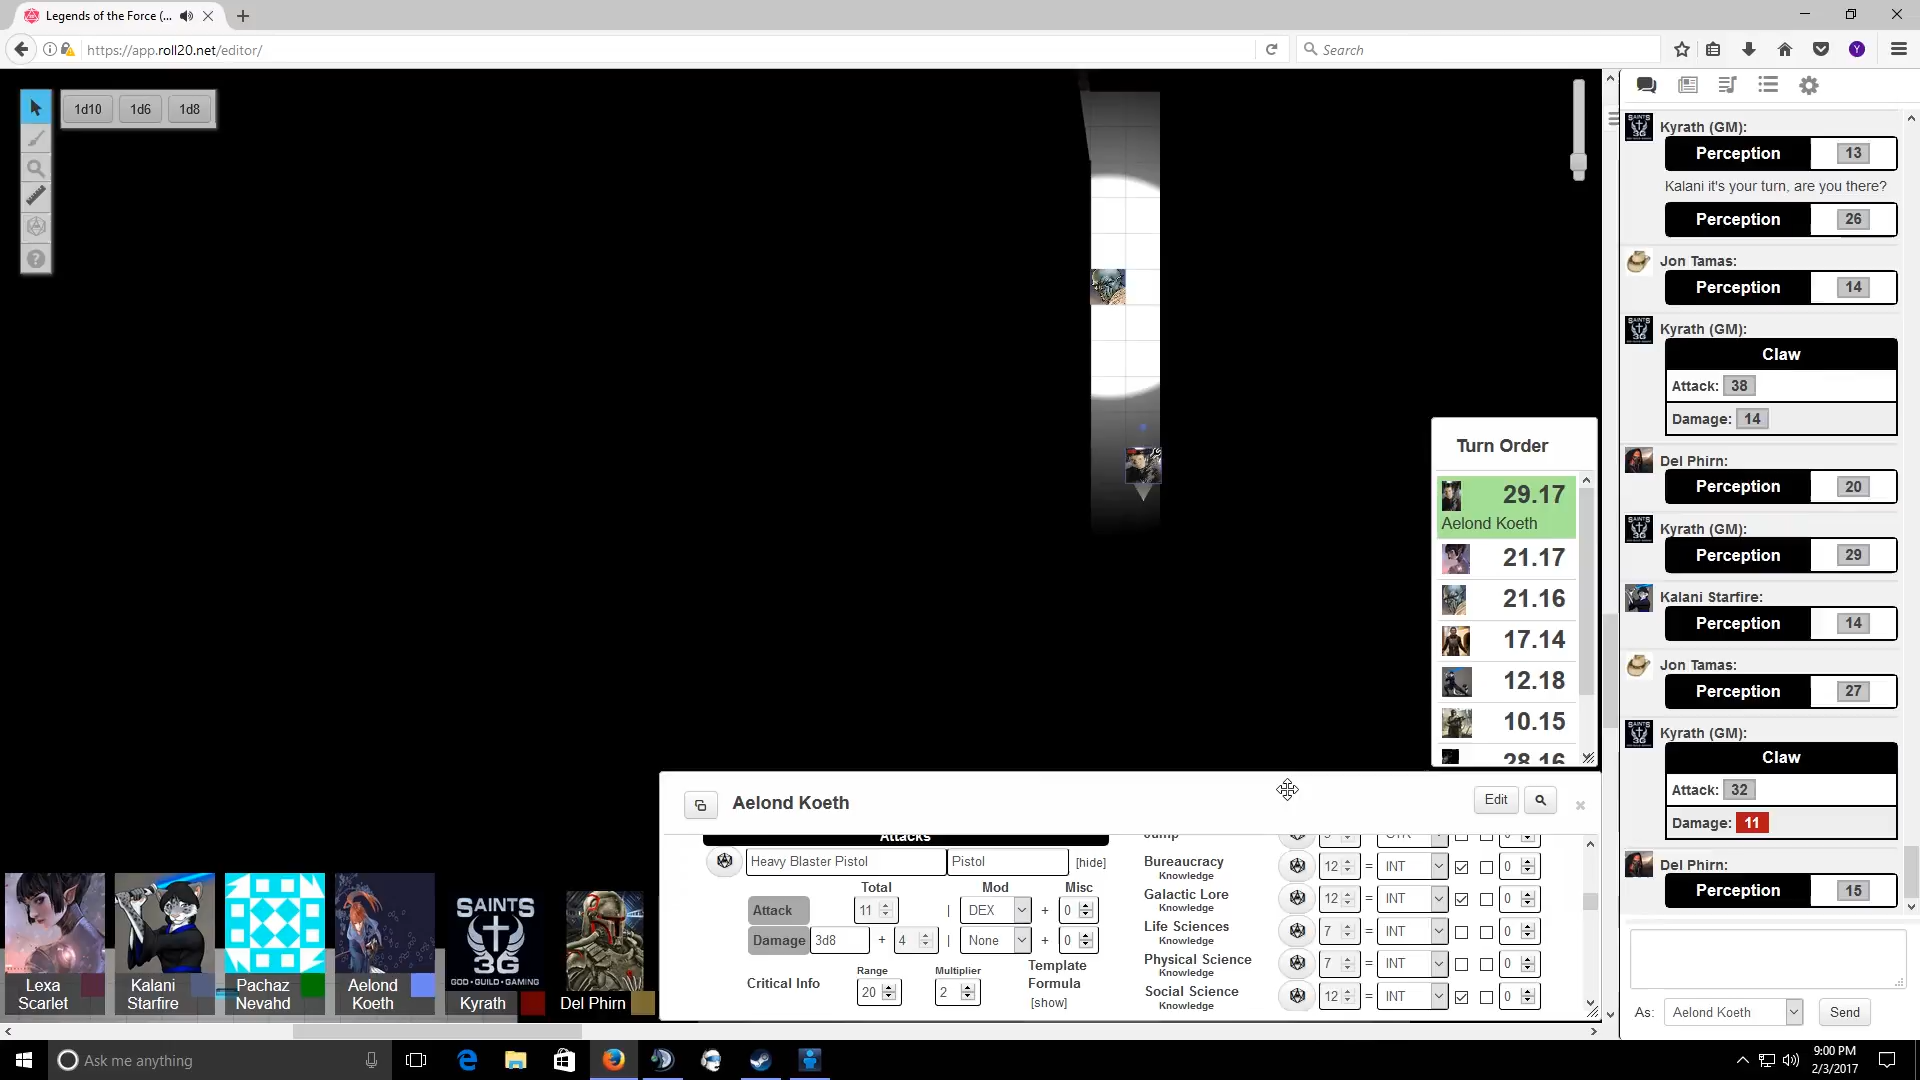 Legends of the Force (...
https://app.roll20.net/editor/
Search
1d10
1d6
1d8
Kyrath (GM):
Perception 13
Kalani it's your turn, are you there?
Perception 26
Jon Tamas:
Perception 14
Kyrath (GM):
Claw
Attack: 38
Damage: 14
Del Phirn:
Perception 20
Kyrath (GM):
Perception 29
Kalani Starfire:
Perception 14
Jon Tamas:
Perception 27
Kyrath (GM):
Claw
Attack: 32
Damage: 11
Del Phirn:
Perception 15
As: Aelond Koeth
Send
Turn Order
29.17
Aelond Koeth
21.17
21.16
17.14
12.18
10.15
28.16
Aelond Koeth
Edit
Attacks
Heavy Blaster Pistol Pistol [hide]
Total Mod Misc
Attack 11 | DEX + 0
Damage 3d8 + 4 | None + 0
Critical Info
Range
20
Multiplier
2
Template
Formula
[show]
Jump
Bureaucracy
Knowledge
12 = INT 0
Galactic Lore
Knowledge
12 = INT 0
Life Sciences
Knowledge
7 = INT 0
Physical Science
Knowledge
7 = INT 0
Social Science
Knowledge
12 = INT 0
Lexa
Scarlet
Kalani
Starfire
Pachaz
Nevahd
Aelond
Koeth
SAINTS
3G
GOD • GUILD • GAMING
Kyrath
Del Phirn
Ask me anything
9:00 PM
2/3/2017